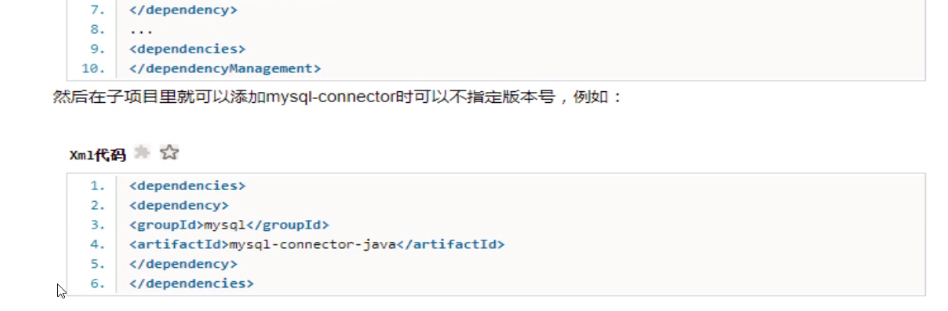 7. </dependency>
8. ...
9. <dependencies>
10. </dependencyManagement>
然后在子项目里就可以添加mysql-connector时可以不指定版本号，例如：
Xml代码
1. <dependencies>
2. <dependency>
3. <groupId>mysql</groupId>
4. <artifactId>mysql-connector-java</artifactId>
5. </dependency>
6. </dependencies>